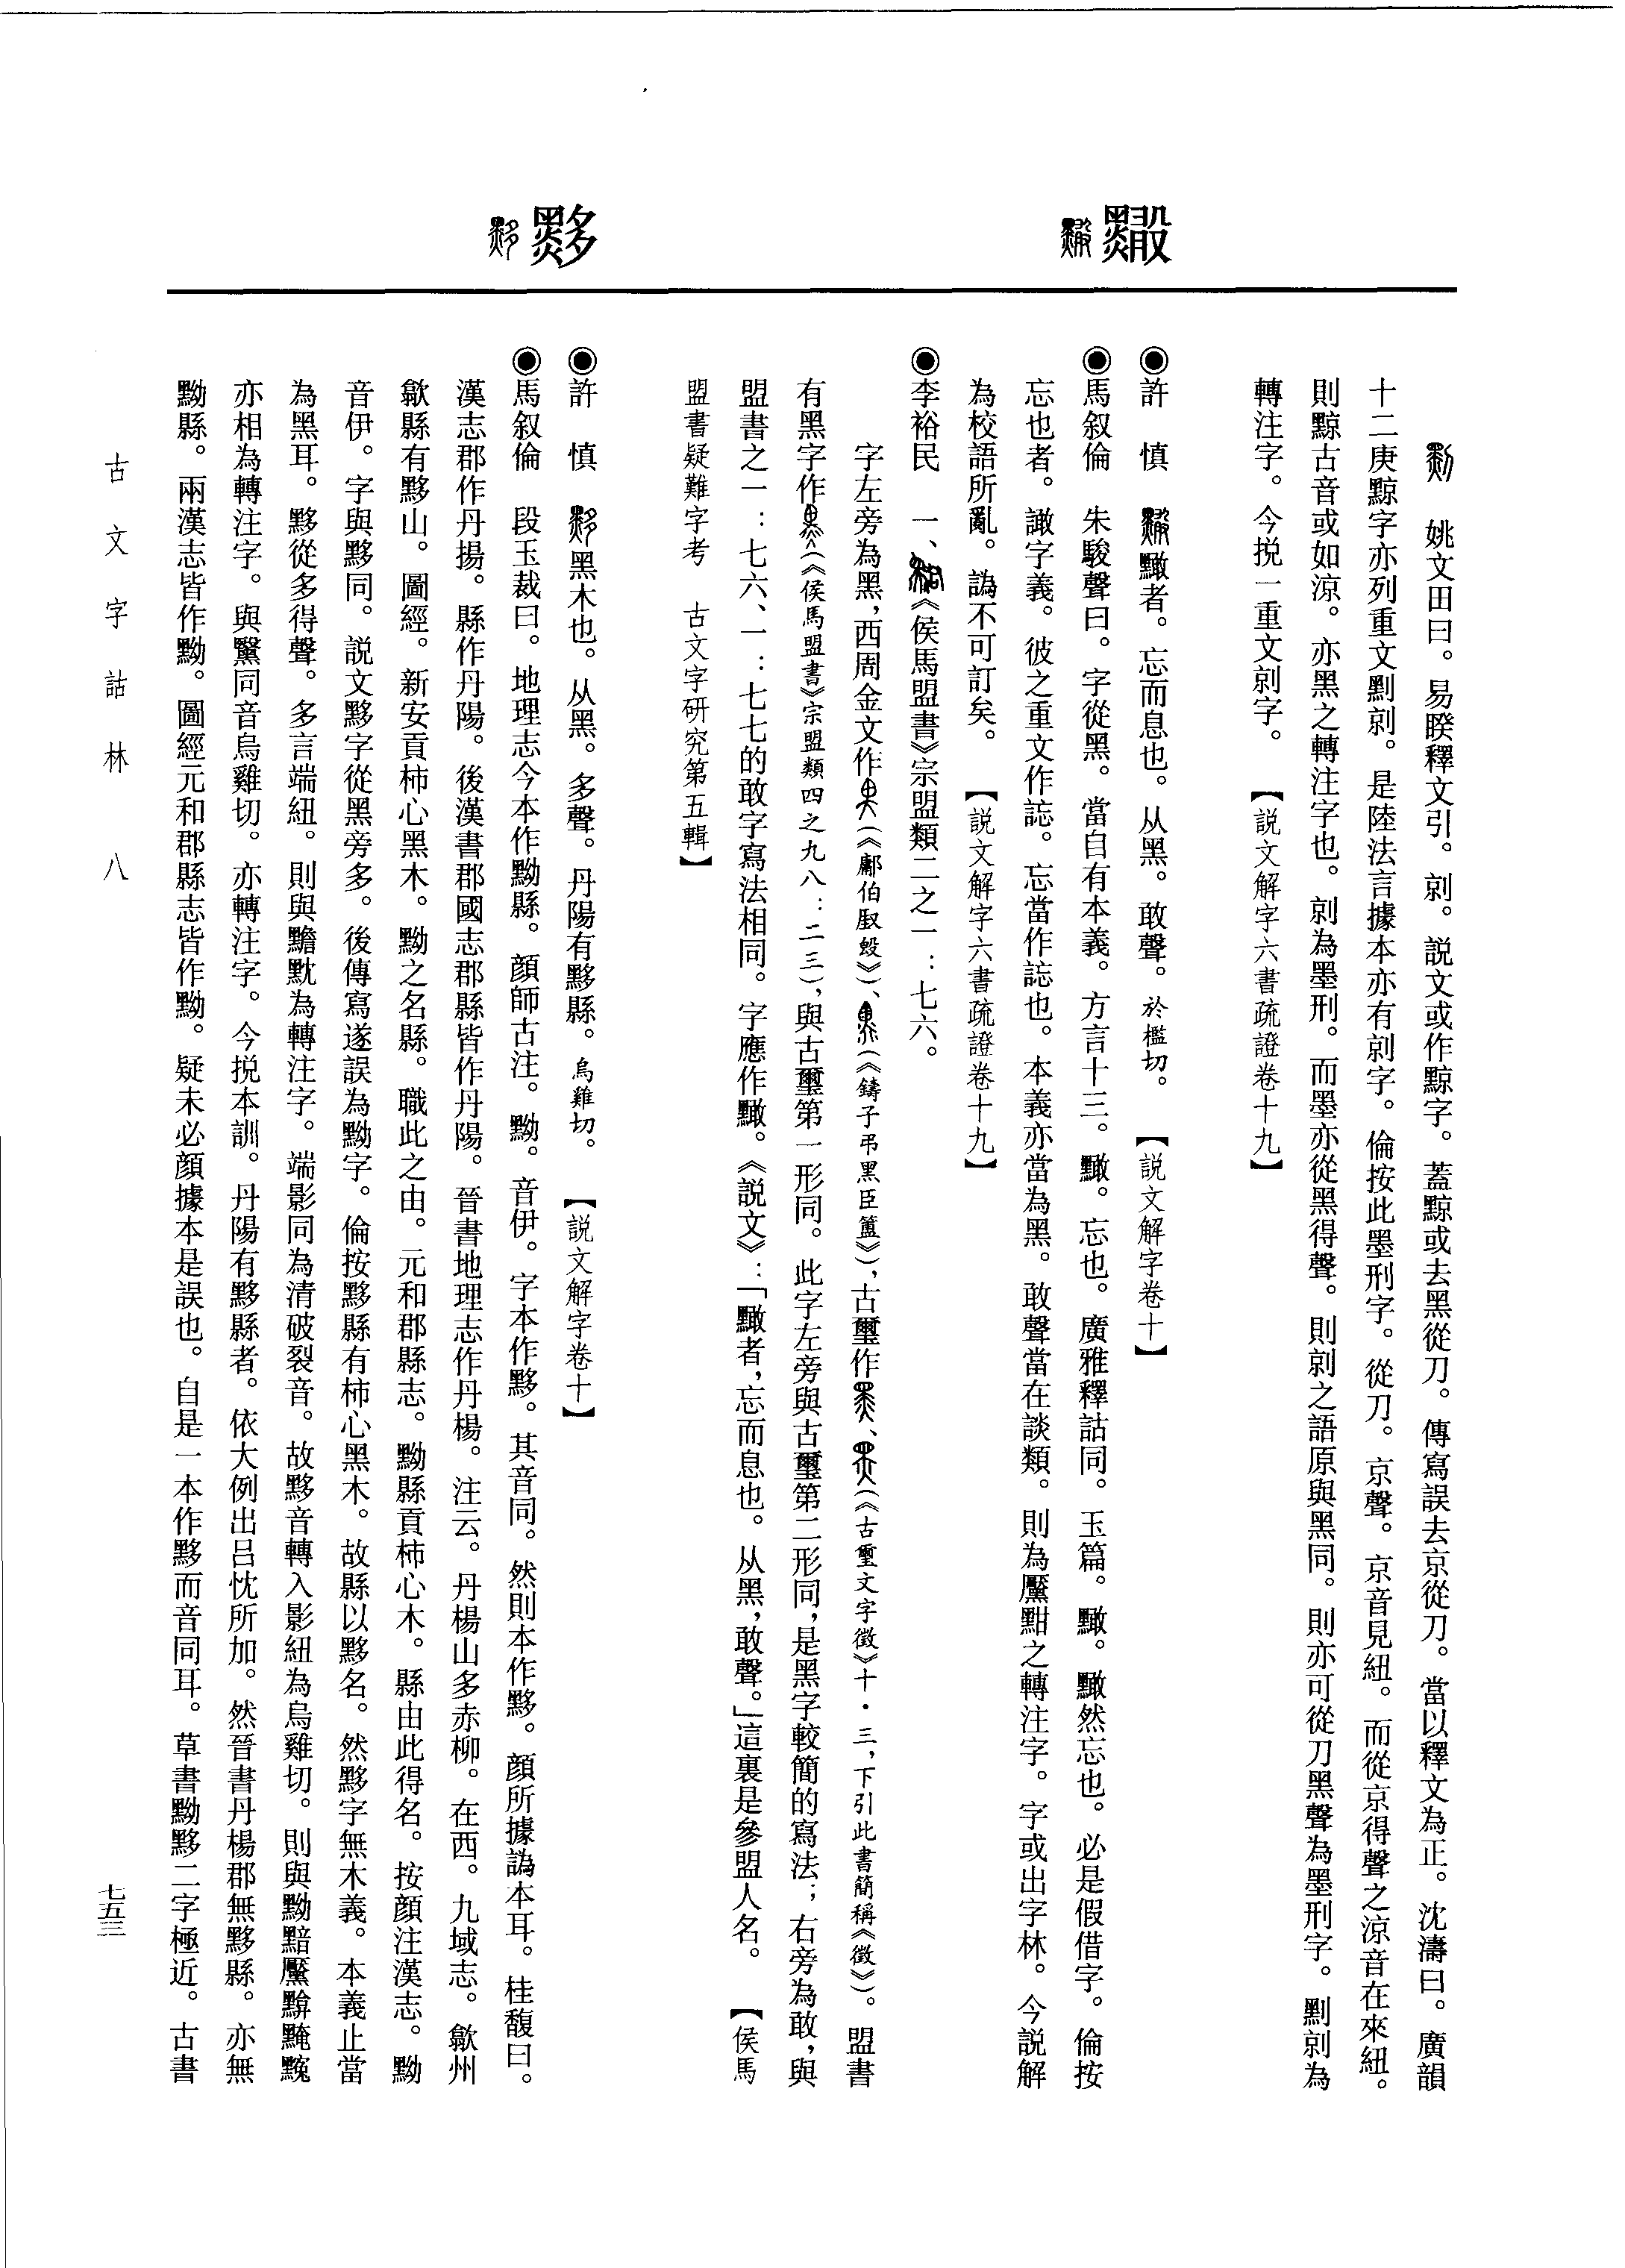 黵
黟
姚文田曰。易睽釋文引。剠。説文或作黥字。蓋黥或去黑從刀。傳寫誤去京從刀。當以釋文為正。沈濤曰。廣韻
十二庚黥字亦列重文剠。是陸法言據本亦有剠字。倫按此墨刑字。從刀。京聲。京音見紐。而從京得聲之涼音在來紐。
則黥古音或如涼。亦黑之轉注字也。剠為墨刑。而墨亦從黑得聲。則剠之語原與黑同。則亦可從刀黑聲為墨刑字。剠為
轉注字。今挩一重文剠字。【説文解字六書疏證卷十九】
◉許 慎 者。忘而息也。从黑。敢聲。於檻切。【説文解字卷十】
◉馬叙倫 朱駿聲曰。字從黑。當自有本義。方言十三。忘也。廣雅釋詁同。玉篇。然忘也。必是假借字。倫按
忘也者。譀字義。彼之重文作㤀。忘當作㤀也。本義亦當為黑。敢聲當在談類。則為黶點之轉注字。字或出字林。今説解
為校語所亂。譌不可訂矣。【説文解字六書疏證卷十九】
◉李裕民 一、《侯馬盟書》宗盟類二之一：七六。
字左旁為黑，西周金文作（《鄘伯𠭯𣪘》）、（《鑄子弔黑臣簠》），古璽作、（《古璽文字徵》十·三，下引此書簡稱《徵》）。盟書
有黑字作（《侯馬盟書》宗盟類四之九八：二三），與古璽第一形同。此字左旁與古璽第二形同，是黑字較簡的寫法；右旁為敢，與
盟書之一：七六、一：七七的敢字寫法相同。字應作。《説文》：「者，忘而息也。从黑，敢聲。」這裏是參盟人名。【侯馬
盟書疑難字考 古文字研究第五輯】
◉許 慎 黑木也。从黑。多聲。丹陽有黟縣。烏雞切。【説文解字卷十】
◉馬叙倫 段玉裁曰。地理志今本作黝縣。顔師古注。黝。音伊。字本作黟。其音同。然則本作黟。顔所據譌本耳。桂馥曰。
漢志郡作丹揚。縣作丹陽。後漢書郡國志郡縣皆作丹陽。晉書地理志作丹楊。注云。丹楊山多赤柳。在西。九域志。歙州
歙縣有黟山。圖經。新安貢柿心黑木。黝之名縣。職此之由。元和郡縣志。黝縣貢柿心木。縣由此得名。按顔注漢志。黝
音伊。字與黟同。説文黟字從黑旁多。後傳寫遂誤為黝字。倫按黟縣有柿心黑木。故縣以黟名。然黟字無木義。本義止當
為黑耳。黟從多得聲。多言端紐。則與黵黕為轉注字。端影同為清破裂音。故黟音轉入影紐為烏雞切。則與黝黯黶黭黤黦
亦相為轉注字。與黳同音烏雞切。亦轉注字。今挩本訓。丹陽有黟縣者。依大例出吕忱所加。然晉書丹楊郡無黟縣。亦無
黝縣。兩漢志皆作黝。圖經元和郡縣志皆作黝。疑未必顔據本是誤也。自是一本作黟而音同耳。草書黝黟二字極近。古書
古文字詁林 八
七五三